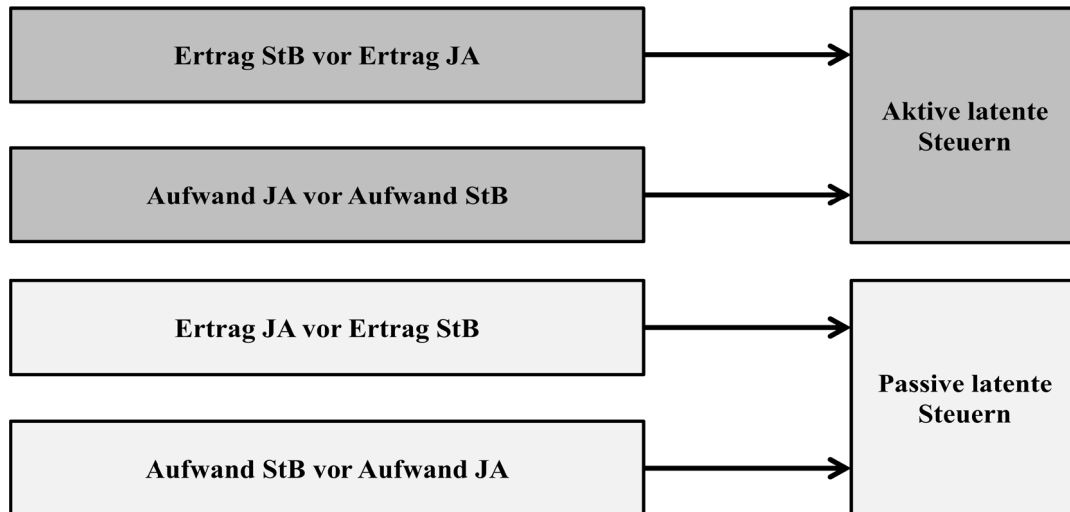 Ertrag StB vor Ertrag JA
Aufwand JA vor Aufwand StB
Aktive latente
Steuern
Ertrag JA vor Ertrag StB
Aufwand StB vor Aufwand JA
Passive latente
Steuern